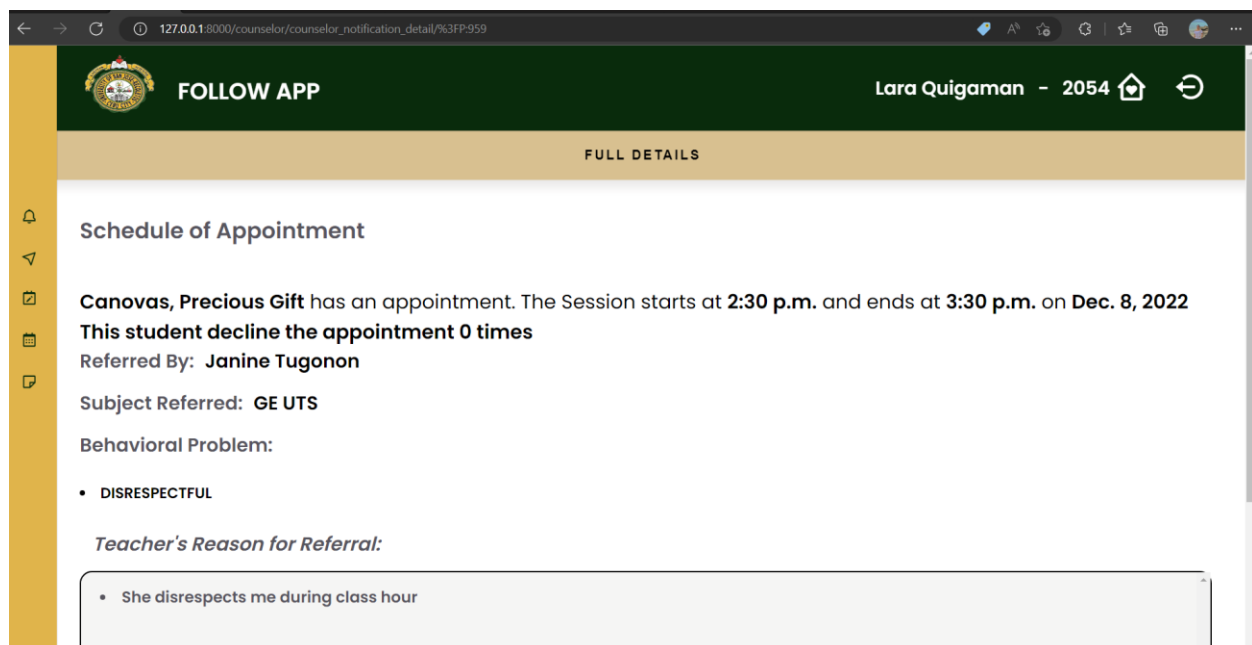 127.0.0.1:8000/counselor/counselor_notification_detail/%3FP:959
FOLLOW APP
Lara Quigaman - 2054
FULL DETAILS
Schedule of Appointment
Canovas, Precious Gift has an appointment. The Session starts at 2:30 p.m. and ends at 3:30 p.m. on Dec. 8, 2022
This student decline the appointment 0 times
Referred By: Janine Tugonon
Subject Referred: GE UTS
Behavioral Problem:
• DISRESPECTFUL
Teacher's Reason for Referral:
• She disrespects me during class hour